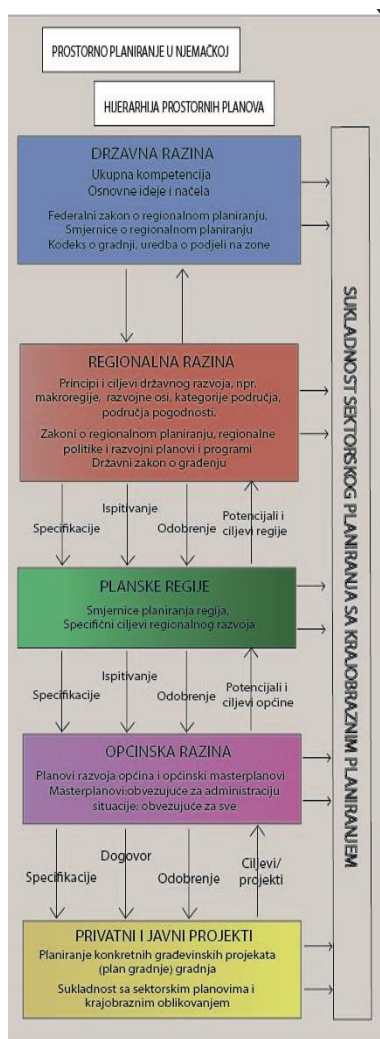 PROSTORNO PLANIRANJE U NJEMAČKOJ
HIJERARHIJA PROSTORNIH PLANOVA
DRŽAVNA RAZINA
Ukupna kompetencija
Osnovne ideje i načela
Federalni zakon o regionalnom planiranju,
Smjernice o regionalnom planiranju
Kodeks o gradnji, uredba o podjeli na zone
REGIONALNA RAZINA
Principi i ciljevi državnog razvoja, npr,
makroregije, razvojne osi, kategorije područja,
područja pogodnosti.
Zakoni o regionalnom planiranju, regionalne
politike i razvojni planovi i programi
Državni zakon o građenju
Specifikacije
Ispitivanje
Odobrenje
Potencijali i
ciljevi regije
PLANSKE REGIJE
Smjernice planiranja regija,
Specifični ciljevi regionalnog razvoja
Specifikacije
Ispitivanje
Odobrenje
Potencijali i
ciljevi općine
OPĆINSKA RAZINA
Planovi razvoja općina i općinski masterplanovi
Masterplanovi:obvezujuće za administraciju
situacije: obvezujuće za sve
Specifikacije
Dogovor
Odobrenje
Ciljevi/
projekti
PRIVATNI I JAVNI PROJEKTI
Planiranje konkretnih građevinskih projekata
(plan gradnje) gradnja
Sukladnost sa sektorskim planovima i
krajobraznim oblikovanjem
SUKLADNOST SEKTORSKOG PLANIRANJA SA KRAJOBRAZNIM PLANIRANJEM